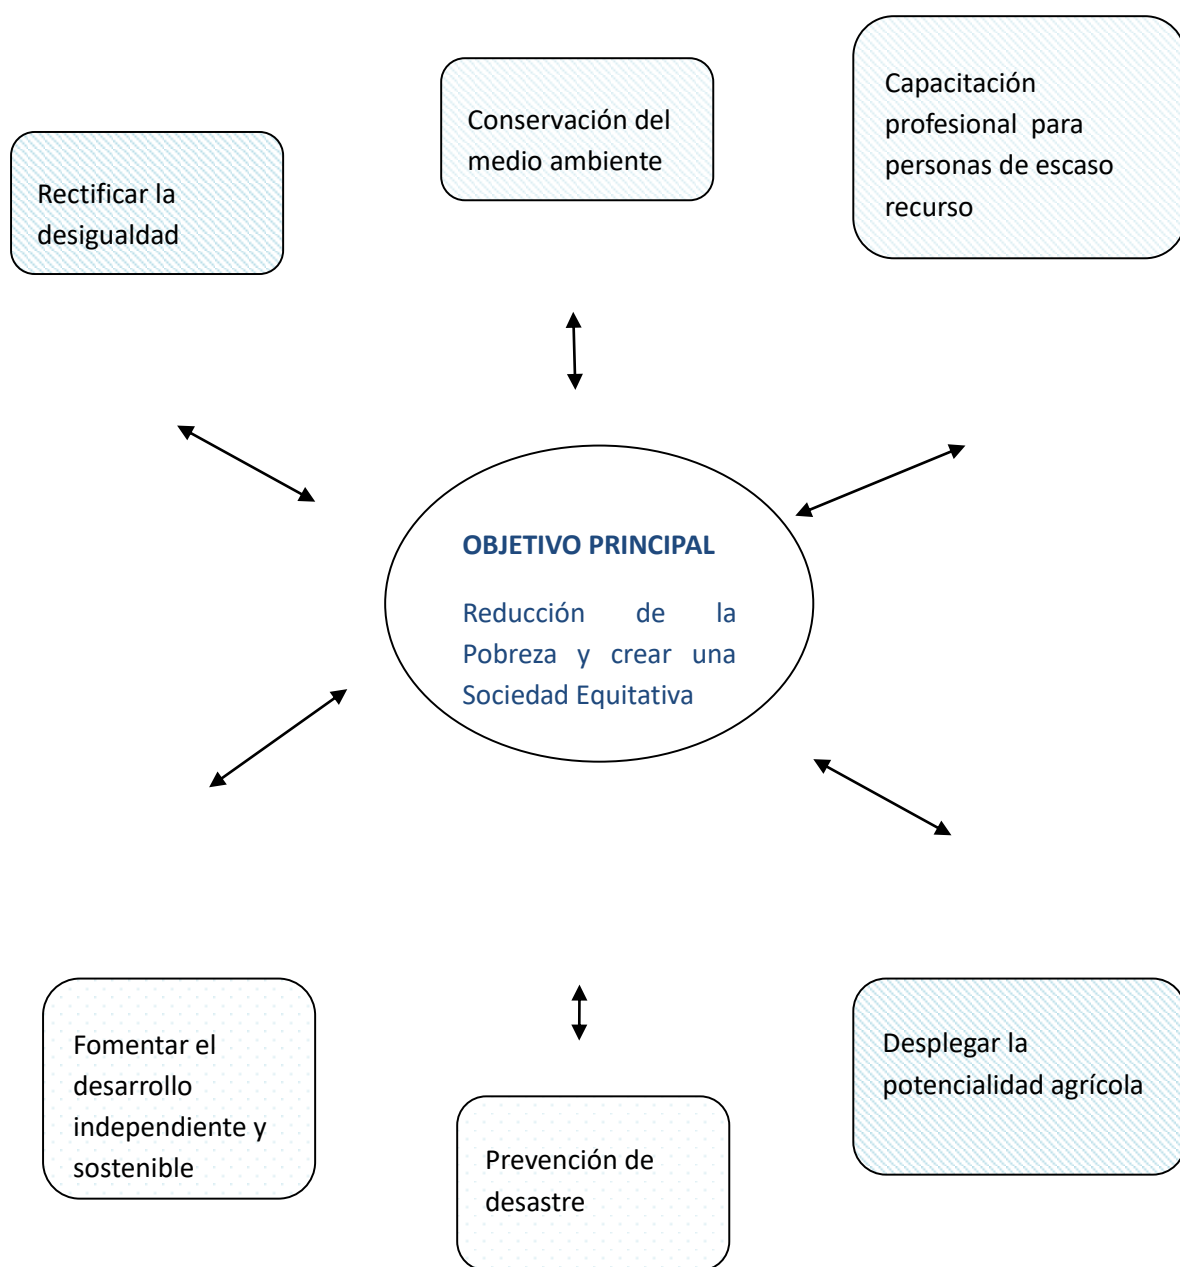 Rectificar la
desigualdad
Conservación del
medio ambiente
Capacitación
profesional para
personas de escaso
recurso
OBJETIVO PRINCIPAL
Reducción de la
Pobreza y crear una
Sociedad Equitativa
Fomentar el
desarrollo
independiente y
sostenible
Prevención de
desastre
Desplegar la
potencialidad agrícola